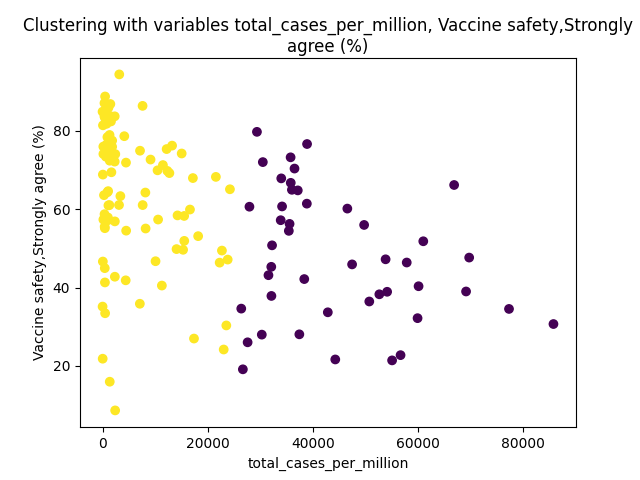 Clustering with variables total_cases_per_million, Vaccine safety,Strongly
agree (%)
Vaccine safety,Strongly agree (%)
80
60
40
20
0 20000 40000 60000 80000
total_cases_per_million